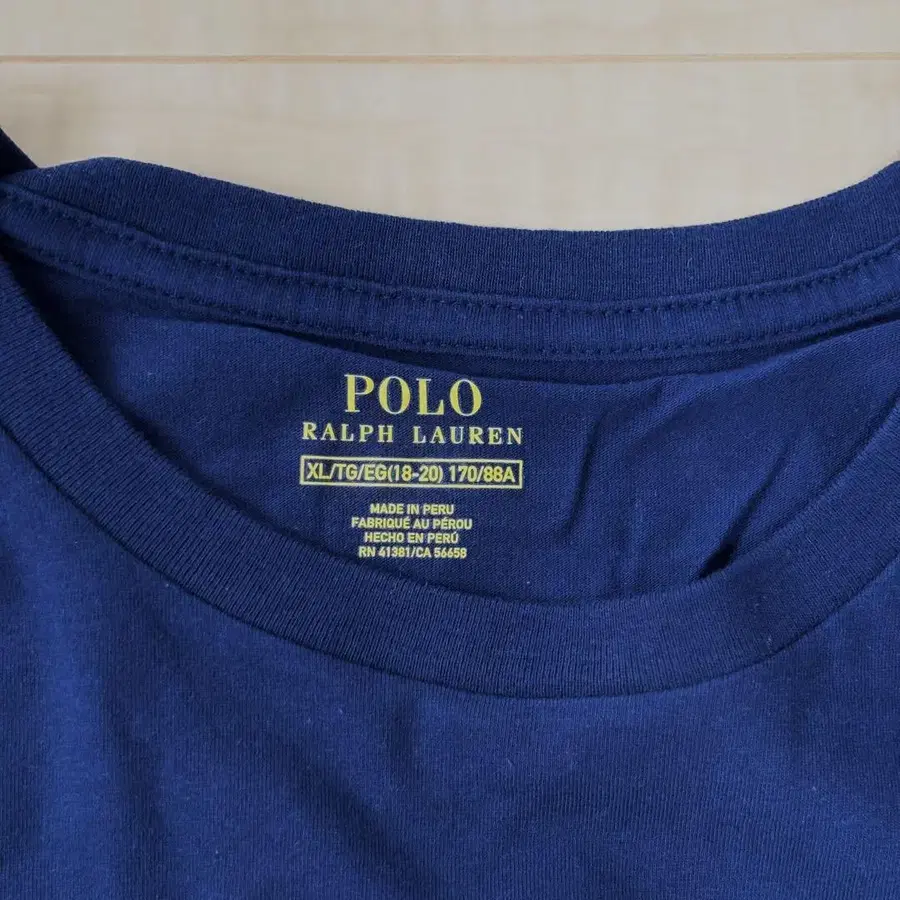 POLO
RALPH LAUREN
XL/TG/EG(18-20) 170/88A
MADE IN PERU
FABRIQUÉ AU PÉROU
HECHO EN PERÚ
RN 41381/CA 56658